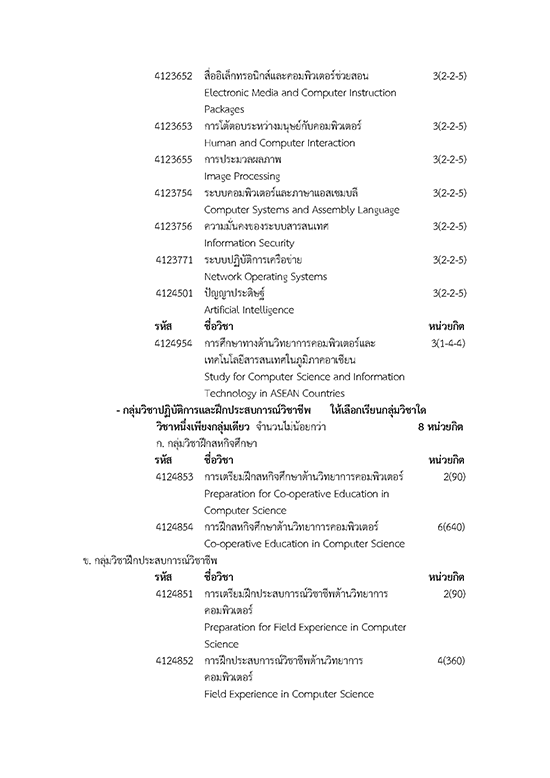 4123652 สื่ออิเล็กทรอนิกส์และคอมพิวเตอร์ช่วยสอน 3(2-2-5)
Electronic Media and Computer Instruction
Packages
4123653 การโต้ตอบระหว่างมนุษย์กับคอมพิวเตอร์ 3(2-2-5)
Human and Computer Interaction
4123655 การประมวลผลภาพ 3(2-2-5)
Image Processing
4123754 ระบบคอมพิวเตอร์และภาษาแอสเซมบลี 3(2-2-5)
Computer Systems and Assembly Language
4123756 ความมั่นคงของระบบสารสนเทศ 3(2-2-5)
Information Security
4123771 ระบบปฏิบัติการเครือข่าย 3(2-2-5)
Network Operating Systems
4124501 ปัญญาประดิษฐ์ 3(2-2-5)
Artificial Intelligence
รหัส ชื่อวิชา หน่วยกิต
4124954 การศึกษาทางด้านวิทยาการคอมพิวเตอร์และ 3(1-4-4)
เทคโนโลยีสารสนเทศในภูมิภาคอาเซียน
Study for Computer Science and Information
Technology in ASEAN Countries
- กลุ่มวิชาปฏิบัติการและฝึกประสบการณ์วิชาชีพ ให้เลือกเรียนกลุ่มวิชาใด
วิชาหนึ่งเพียงกลุ่มเดียว จำนวนไม่น้อยกว่า 8 หน่วยกิต
ก. กลุ่มวิชาฝึกสหกิจศึกษา
รหัส ชื่อวิชา หน่วยกิต
4124853 การเตรียมฝึกสหกิจศึกษาด้านวิทยาการคอมพิวเตอร์ 2(90)
Preparation for Co-operative Education in
Computer Science
4124854 การฝึกสหกิจศึกษาด้านวิทยาการคอมพิวเตอร์ 6(640)
Co-operative Education in Computer Science
ข. กลุ่มวิชาฝึกประสบการณ์วิชาชีพ
รหัส ชื่อวิชา หน่วยกิต
4124851 การเตรียมฝึกประสบการณ์วิชาชีพด้านวิทยาการ 2(90)
คอมพิวเตอร์
Preparation for Field Experience in Computer
Science
4124852 การฝึกประสบการณ์วิชาชีพด้านวิทยาการ 4(360)
คอมพิวเตอร์
Field Experience in Computer Science